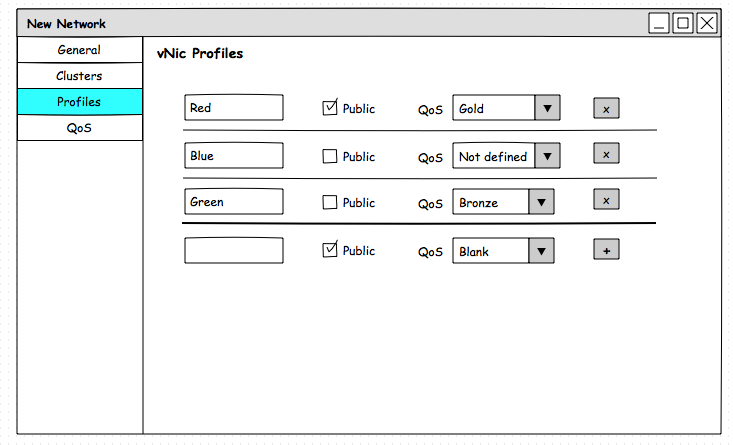 New Network
General
Clusters
Profiles
QoS
vNic Profiles
Red Public QoS Gold x
Blue Public QoS Not defined x
Green Public QoS Bronze x
Public QoS Blank +